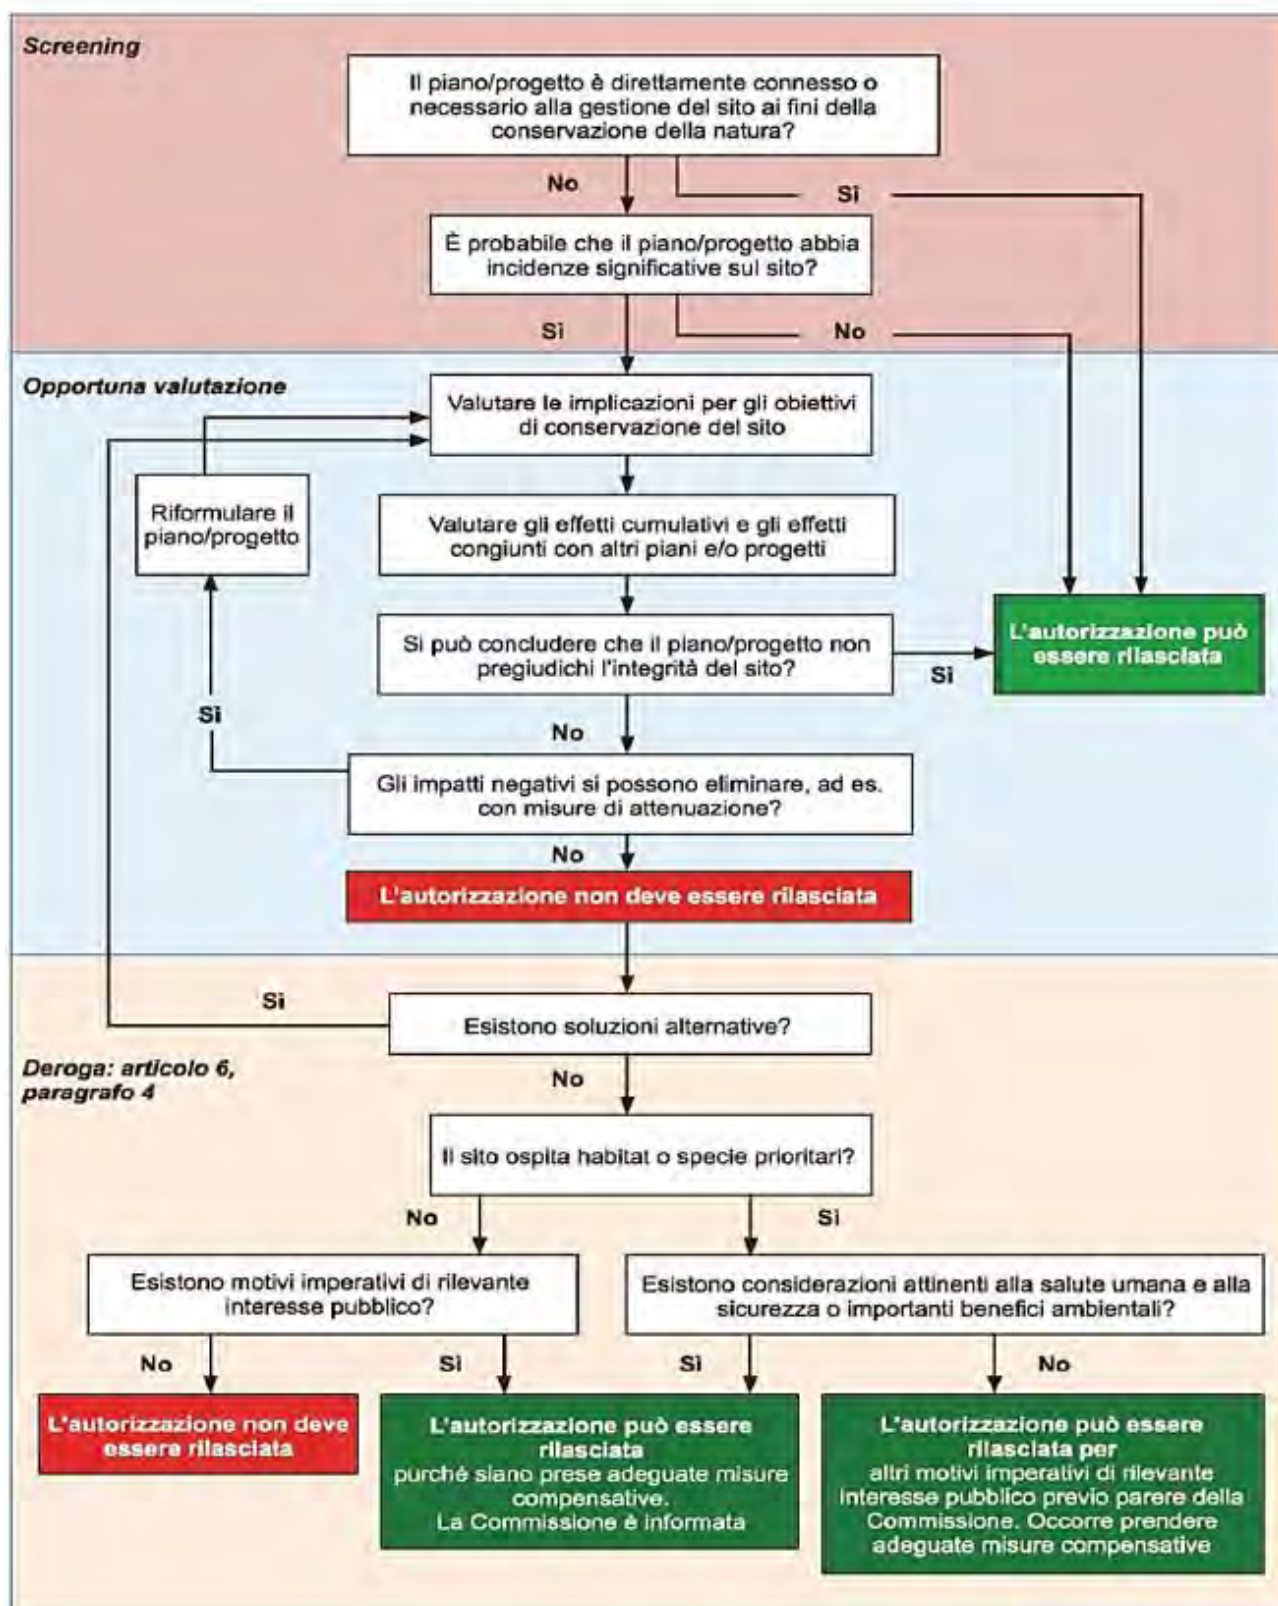 Screening
Il piano/progetto è direttamente connesso o
necessario alla gestione del sito ai fini della
conservazione della natura?
No
Sì
È probabile che il piano/progetto abbia
incidenze significative sul sito?
Sì
No
Opportuna valutazione
Valutare le implicazioni per gli obiettivi
di conservazione del sito
Riformulare il
piano/progetto
Valutare gli effetti cumulativi e gli effetti
congiunti con altri piani e/o progetti
Si può concludere che il piano/progetto non
pregiudichi l'integrità del sito?
Sì
L'autorizzazione può
essere rilasciata
Sì
No
Gli impatti negativi si possono eliminare, ad es.
con misure di attenuazione?
No
L'autorizzazione non deve essere rilasciata
Sì
Esistono soluzioni alternative?
Deroga: articolo 6,
paragrafo 4
No
Il sito ospita habitat o specie prioritari?
No
Sì
Esistono motivi imperativi di rilevante
interesse pubblico?
Esistono considerazioni attinenti alla salute umana e alla
sicurezza o importanti benefici ambientali?
No
Sì
Sì
No
L'autorizzazione non deve
essere rilasciata
L'autorizzazione può essere
rilasciata
purché siano prese adeguate misure
compensative.
La Commissione è informata
L'autorizzazione può essere
rilasciata per
altri motivi imperativi di rilevante
interesse pubblico previo parere della
Commissione. Occorre prendere
adeguate misure compensative